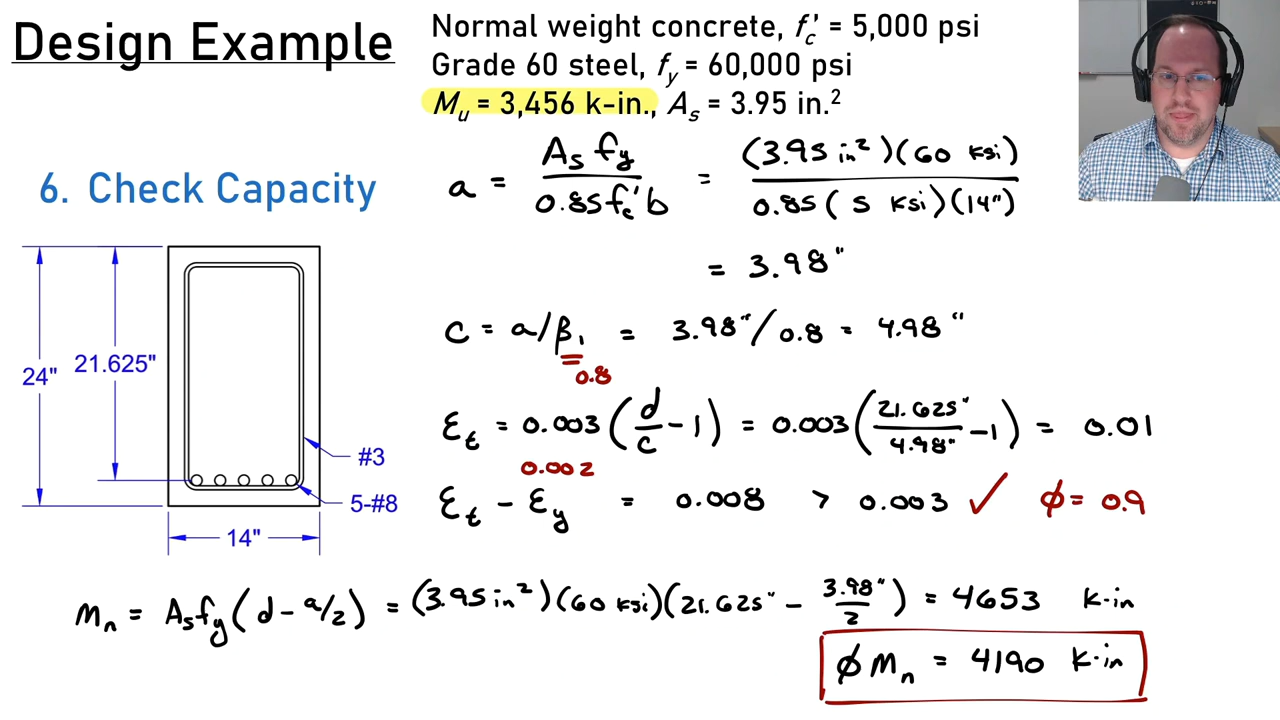 Design Example
Normal weight concrete, f'c = 5,000 psi
Grade 60 steel, fy = 60,000 psi
Mu = 3,456 k-in., As = 3.95 in.²
6. Check Capacity
a = As fy / 0.85 f'c b = (3.95 in²)(60 ksi) / 0.85(5 ksi)(14")
= 3.98"
c = a/β₁ = 3.98"/0.8 = 4.98"
0.8
εt = 0.003 (d/c − 1) = 0.003 (21.625"/4.98" − 1) = 0.01
0.002
εt − εy = 0.008 > 0.003 ✓ ϕ = 0.9
24"
21.625"
#3
5-#8
14"
Mn = As fy (d − a/2) = (3.95 in²)(60 ksi)(21.625" − 3.98"/2) = 4653 k·in
ϕMn = 4190 k·in